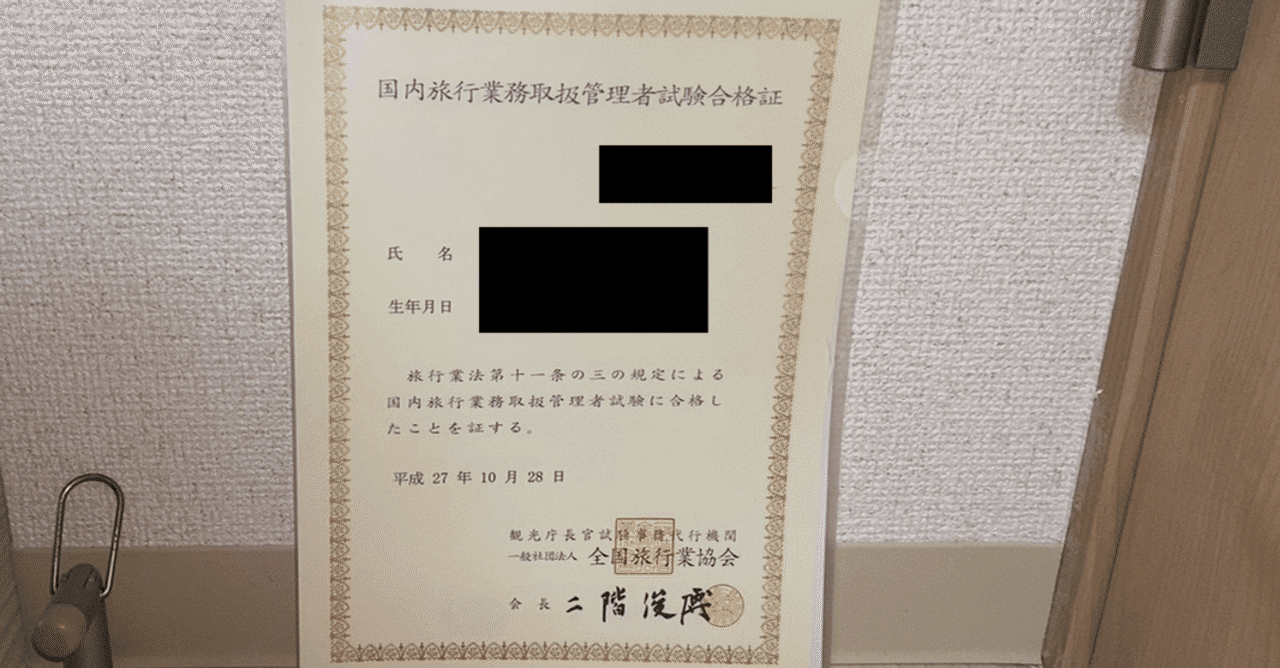 国内旅行業務取扱管理者試験合格証
氏 名
生年月日
旅行業法第十一条の三の規定による
国内旅行業務取扱管理者試験に合格し
たことを証する。
平成 27 年 10 月 28 日
観光庁長官試験事務代行機関
一般社団法人 全国旅行業協会
会 長 二階俊博